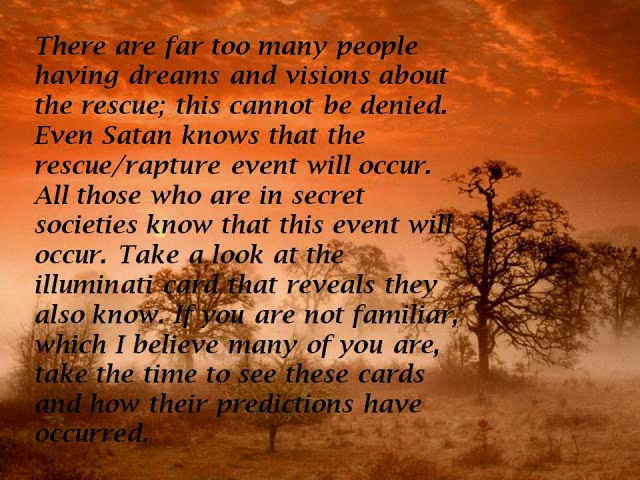 There are far too many people
having dreams and visions about
the rescue; this cannot be denied.
Even Satan knows that the
rescue/rapture event will occur.
All those who are in secret
societies know that this event will
occur. Take a look at the
illuminati card that reveals they
also know. If you are not familiar,
which I believe many of you are,
take the time to see these cards
and how their predictions have
occurred.